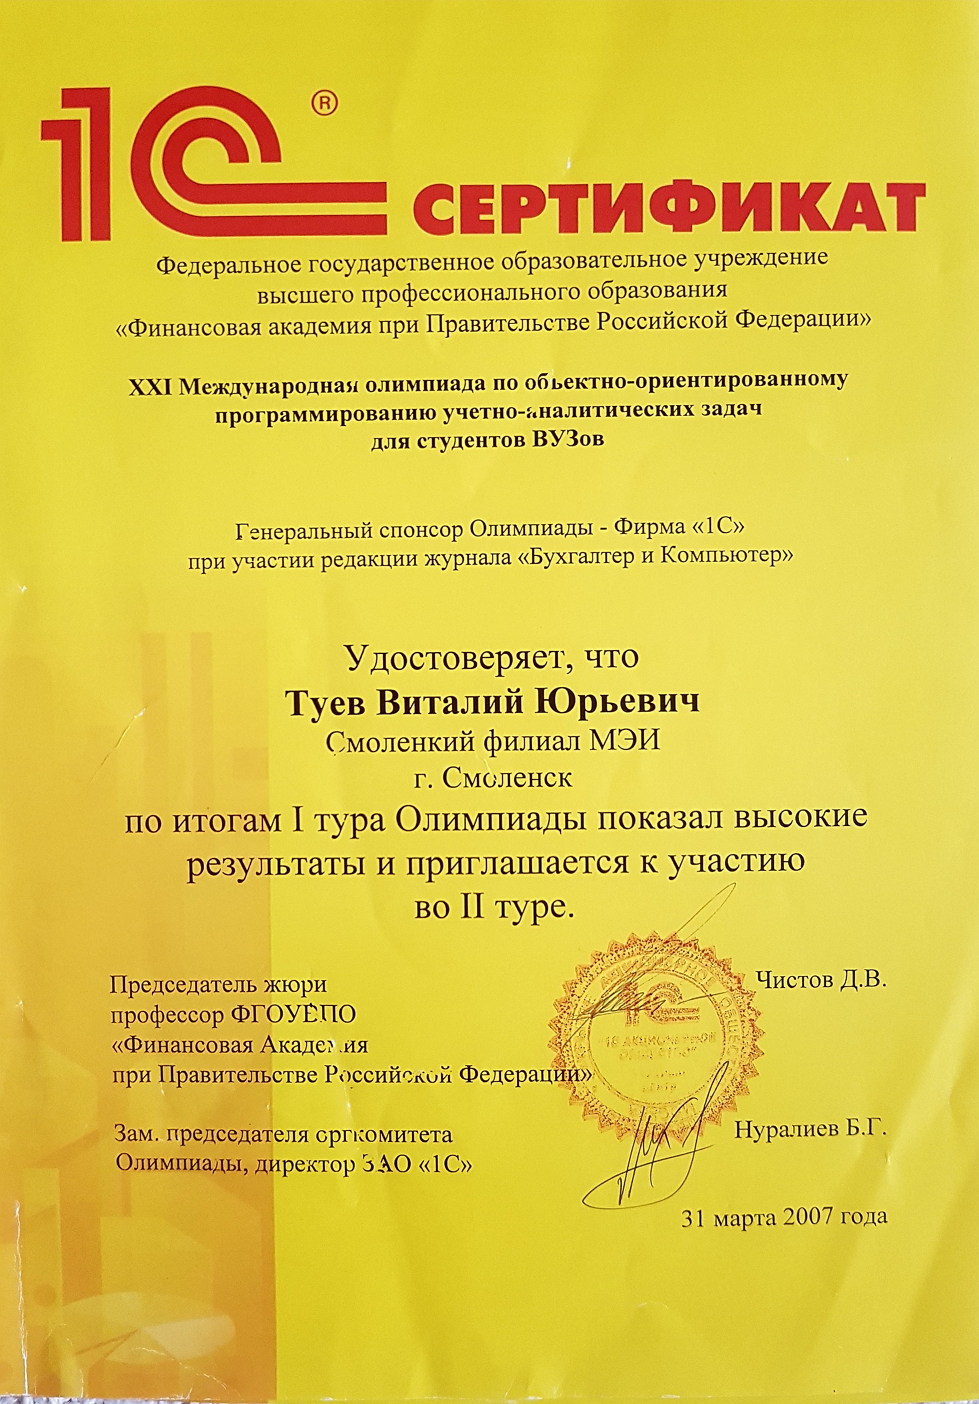 1С®
СЕРТИФИКАТ
Федеральное государственное образовательное учреждение
высшего профессионального образования
«Финансовая академия при Правительстве Российской Федерации»
XXI Международная олимпиада по объектно-ориентированному
программированию учетно-аналитических задач
для студентов ВУЗов
Генеральный спонсор Олимпиады - Фирма «1С»
при участии редакции журнала «Бухгалтер и Компьютер»
Удостоверяет, что
Туев Виталий Юрьевич
Смоленкий филиал МЭИ
г. Смоленск
по итогам I тура Олимпиады показал высокие
результаты и приглашается к участию
во II туре.
Председатель жюри
профессор ФГОУВПО
«Финансовая Академия
при Правительстве Российской Федерации»
Чистов Д.В.
1С
Зам. председателя оргкомитета
Олимпиады, директор ЗАО «1С»
Нуралиев Б.Г.
31 марта 2007 года